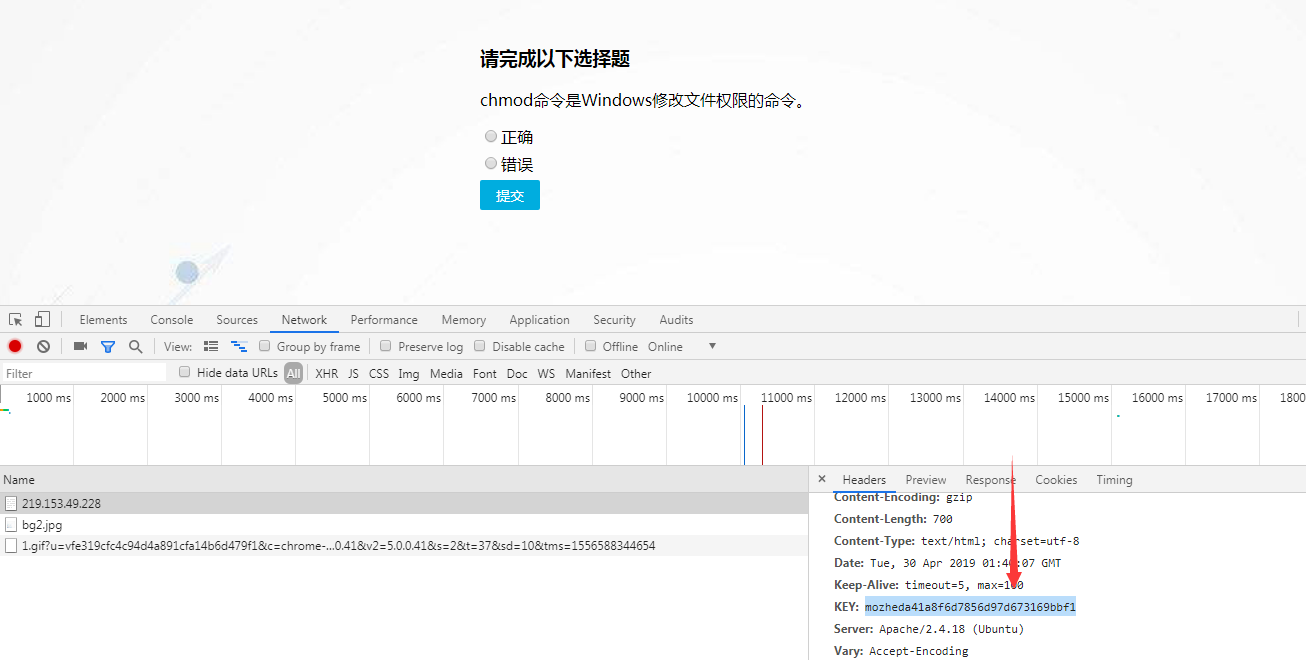 请完成以下选择题
chmod命令是Windows修改文件权限的命令。
正确
错误
提交
Elements Console Sources Network Performance Memory Application Security Audits
View: Group by frame Preserve log Disable cache Offline Online
Filter Hide data URLs All XHR JS CSS Img Media Font Doc WS Manifest Other
1000 ms 2000 ms 3000 ms 4000 ms 5000 ms 6000 ms 7000 ms 8000 ms 9000 ms 10000 ms 11000 ms 12000 ms 13000 ms 14000 ms 15000 ms 16000 ms 17000 ms 1800
Name
219.153.49.228
bg2.jpg
1.gif?u=vfe319cfc4c94d4a891cfa14b6d479f1&c=chrome-...0.41&v2=5.0.0.41&s=2&t=37&sd=10&tms=1556588344654
× Headers Preview Response Cookies Timing
Content-Encoding: gzip
Content-Length: 700
Content-Type: text/html; charset=utf-8
Date: Tue, 30 Apr 2019 GMT
Keep-Alive: timeout=5, max=100
KEY: mozheda41a8f6d7856d97d673169bbf1
Server: Apache/2.4.18 (Ubuntu)
Vary: Accept-Encoding